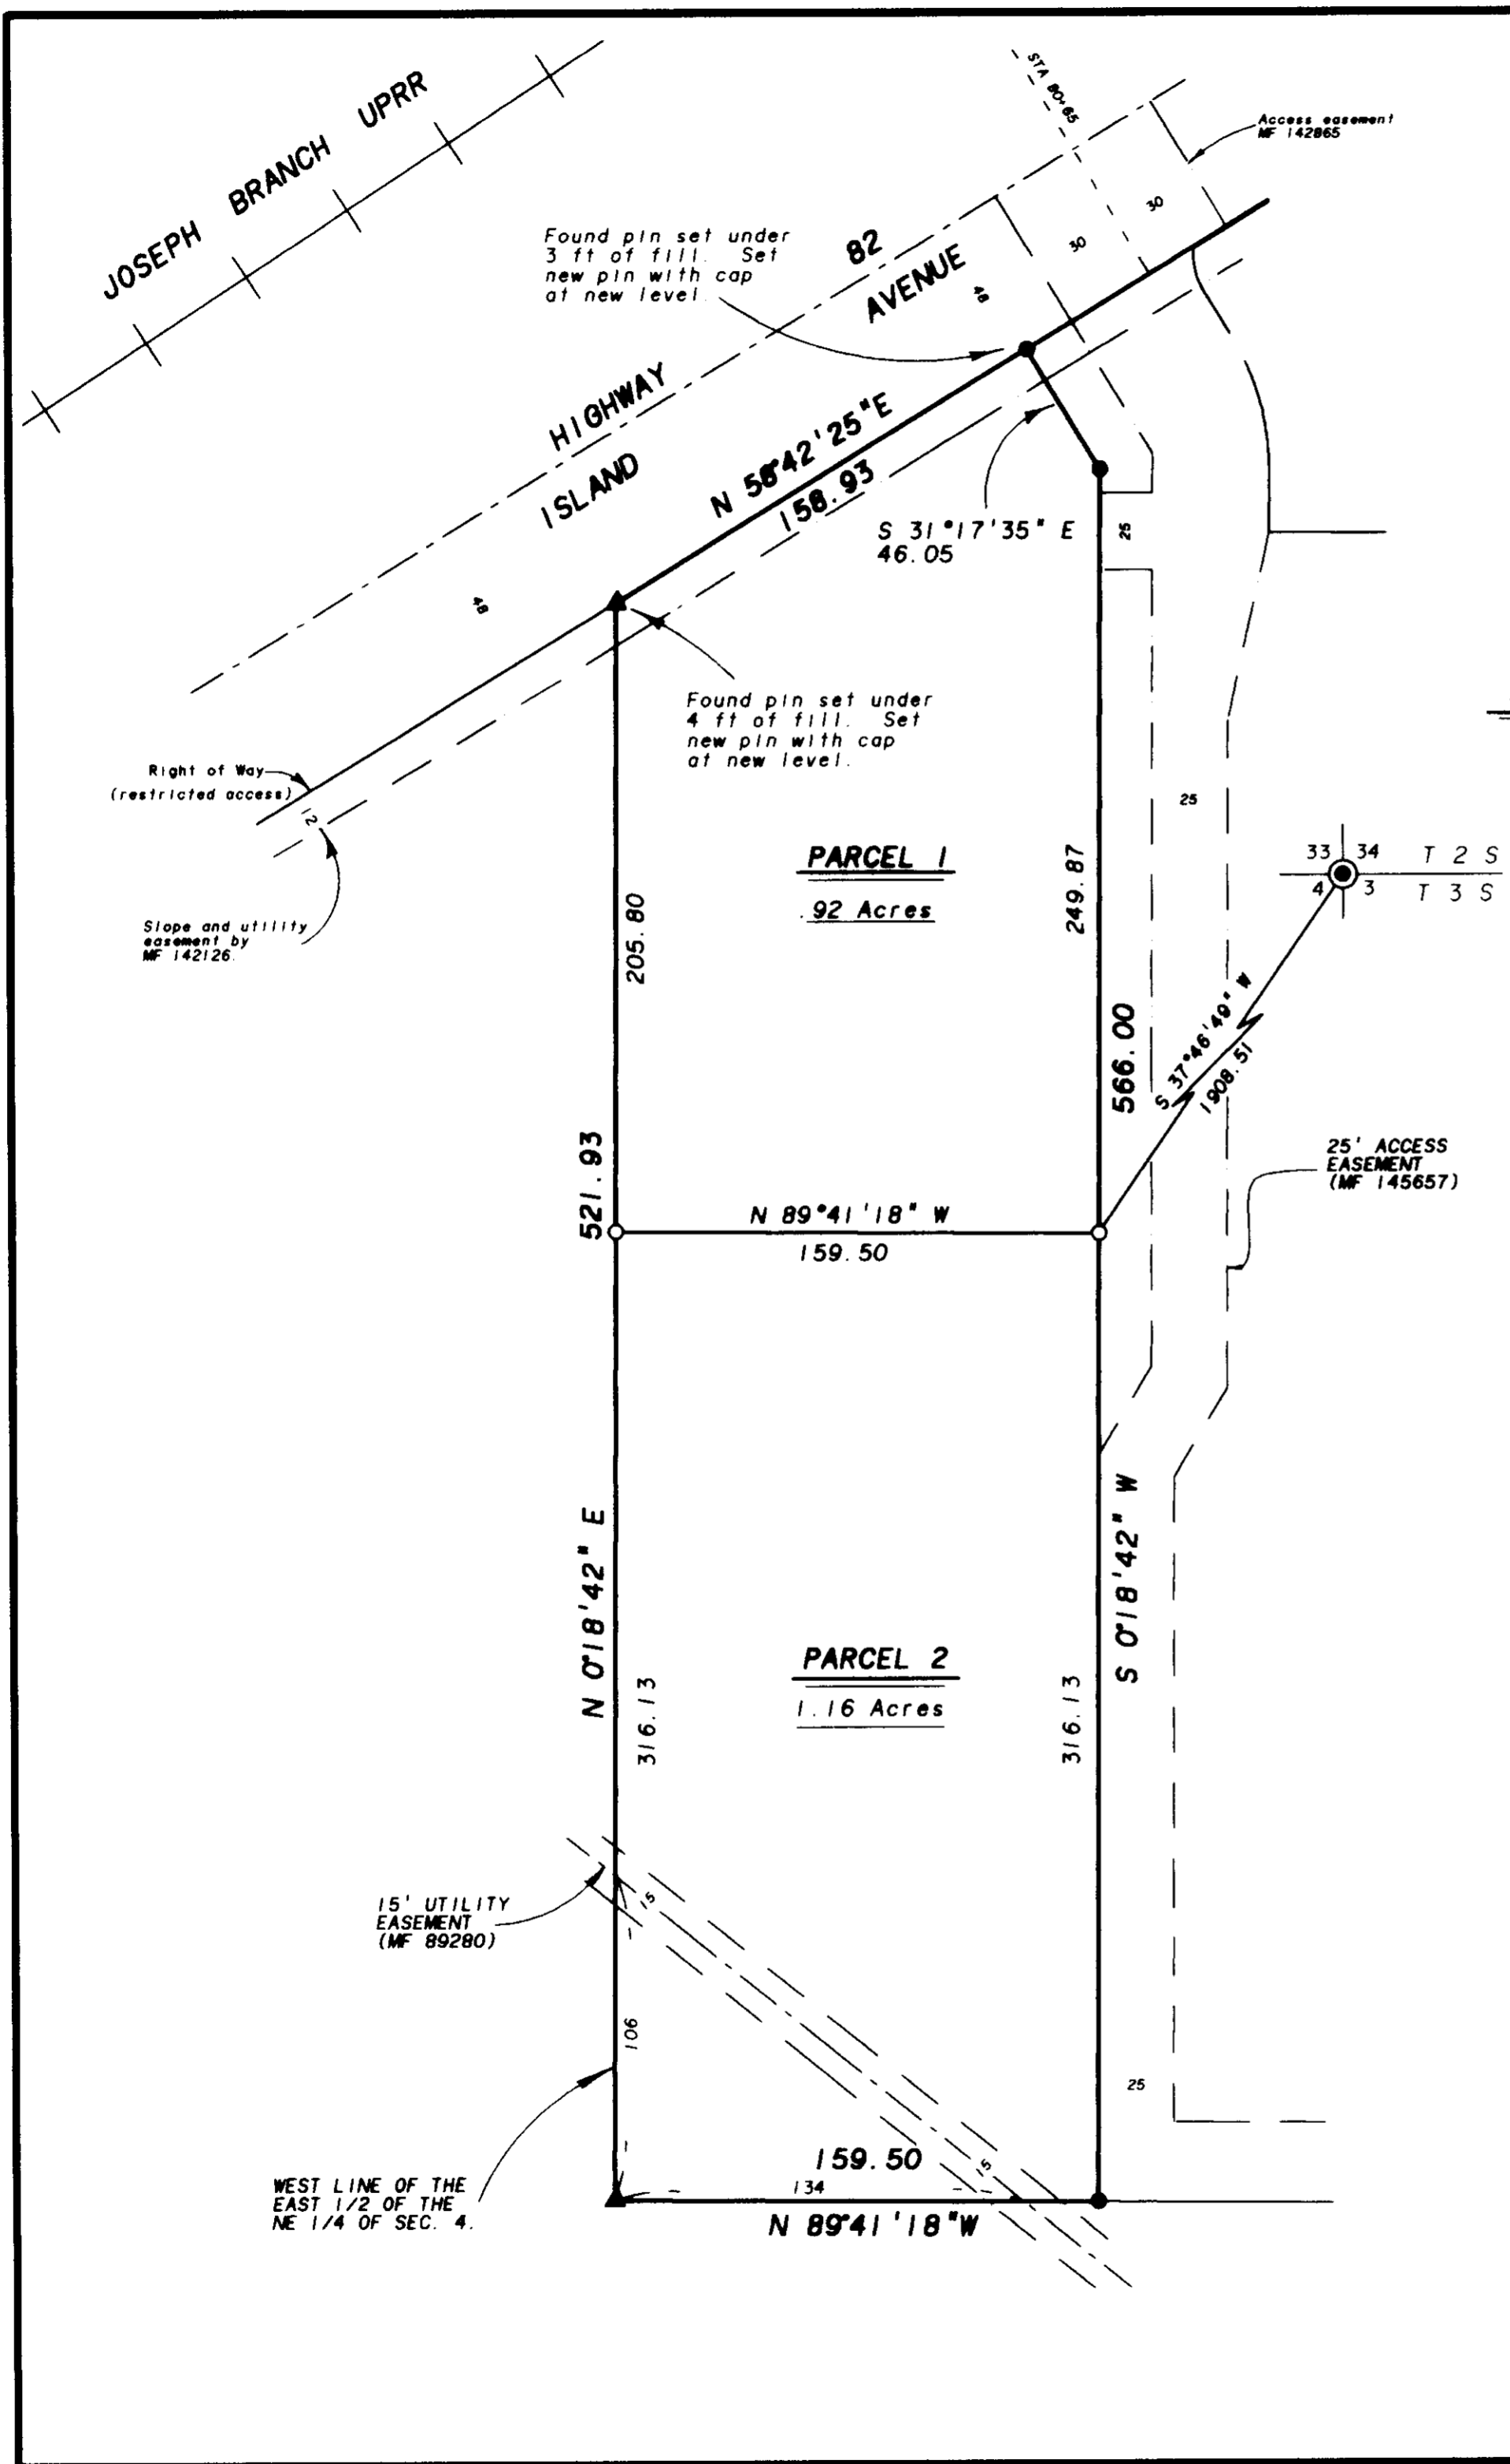 JOSEPH BRANCH UPRR
STA 80+65
Access easement
MF 142865
30
30
Found pin set under
3 ft of fill. Set
new pin with cap
at new level.
HIGHWAY 82
ISLAND AVENUE
48
48
N 58°42'25"E
158.93
S 31°17'35" E
46.05
25
Found pin set under
4 ft of fill. Set
new pin with cap
at new level.
Right of Way
(restricted access)
12
Slope and utility
easement by
MF 142126.
PARCEL 1
.92 Acres
205.80
249.87
25
33 34 T 2 S
4 3 T 3 S
566.00
S 37°46'49" W
1908.51
25' ACCESS
EASEMENT
(MF 145657)
521.93
N 89°41'18" W
159.50
N 0°18'42" E
S 0°18'42" W
PARCEL 2
1.16 Acres
316.13
316.13
15' UTILITY
EASEMENT
(MF 89280)
15
106
25
WEST LINE OF THE
EAST 1/2 OF THE
NE 1/4 OF SEC. 4.
159.50
15
134
N 89°41'18"W